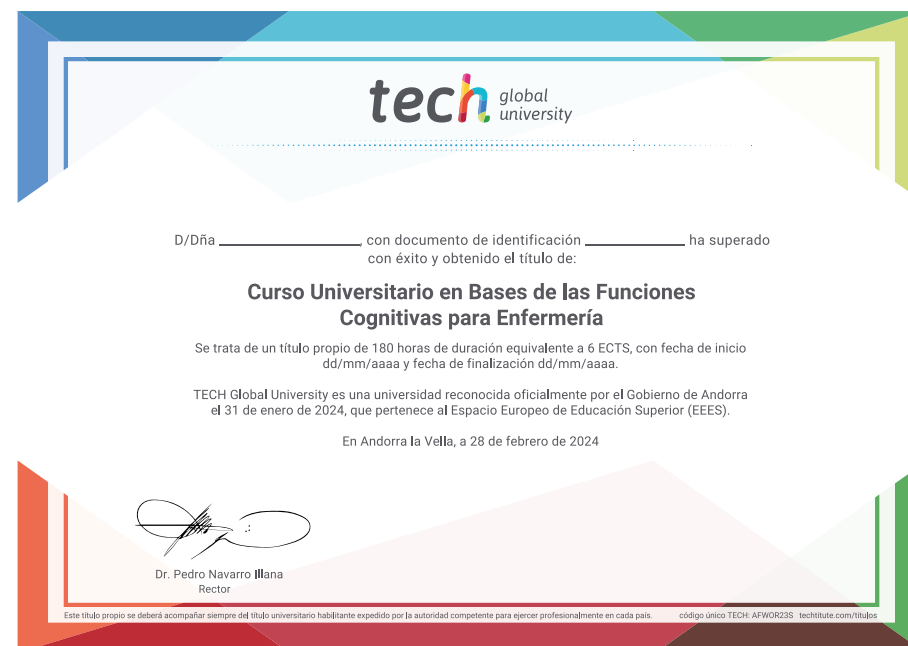 tech global university
D/Dña ____________________, con documento de identificación ______________ ha superado
con éxito y obtenido el título de:
Curso Universitario en Bases de las Funciones
Cognitivas para Enfermería
Se trata de un título propio de 180 horas de duración equivalente a 6 ECTS, con fecha de inicio
dd/mm/aaaa y fecha de finalización dd/mm/aaaa.
TECH Global University es una universidad reconocida oficialmente por el Gobierno de Andorra
el 31 de enero de 2024, que pertenece al Espacio Europeo de Educación Superior (EEES).
En Andorra la Vella, a 28 de febrero de 2024
Dr. Pedro Navarro Illana
Rector
Este título propio se deberá acompañar siempre del título universitario habilitante expedido por la autoridad competente para ejercer profesionalmente en cada país. código único TECH: AFWOR23S techtitute.com/titulos